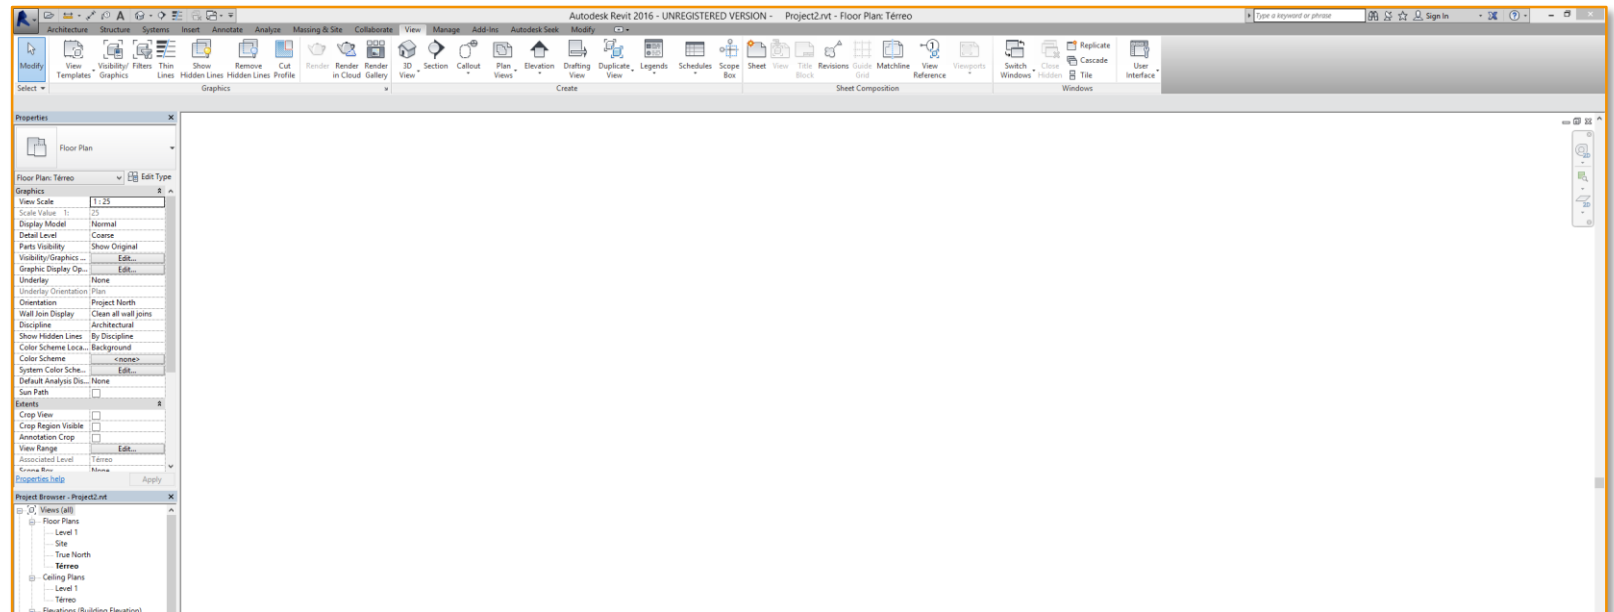 Autodesk Revit 2016 - UNREGISTERED VERSION - Project2.rvt - Floor Plan: Térreo
Type a keyword or phrase
Sign In
Architecture Structure Systems Insert Annotate Analyze Massing & Site Collaborate View Manage Add-Ins Autodesk Seek Modify
Modify View Templates Visibility/ Graphics Filters Thin Lines Show Hidden Lines Remove Hidden Lines Cut Profile Render Render in Cloud Render Gallery 3D View Section Callout Plan Views Elevation Drafting View Duplicate View Legends Schedules Scope Box Sheet View Title Block Revisions Guide Grid Matchline View Reference Viewports Switch Windows Close Hidden Replicate Cascade Tile User Interface
Select Graphics Create Sheet Composition Windows
Properties
Floor Plan
Floor Plan: Térreo Edit Type
Graphics
View Scale 1 : 25
Scale Value 1: 25
Display Model Normal
Detail Level Coarse
Parts Visibility Show Original
Visibility/Graphics ... Edit...
Graphic Display Op... Edit...
Underlay None
Underlay Orientation Plan
Orientation Project North
Wall Join Display Clean all wall joins
Discipline Architectural
Show Hidden Lines By Discipline
Color Scheme Loca... Background
Color Scheme <none>
System Color Sche... Edit...
Default Analysis Dis... None
Sun Path
Extents
Crop View
Crop Region Visible
Annotation Crop
View Range Edit...
Associated Level Térreo
Scope Box None
Properties help Apply
Project Browser - Project2.rvt
Views (all)
Floor Plans
Level 1
Site
True North
Térreo
Ceiling Plans
Level 1
Térreo
Elevations (Building Elevation)
2D
3D